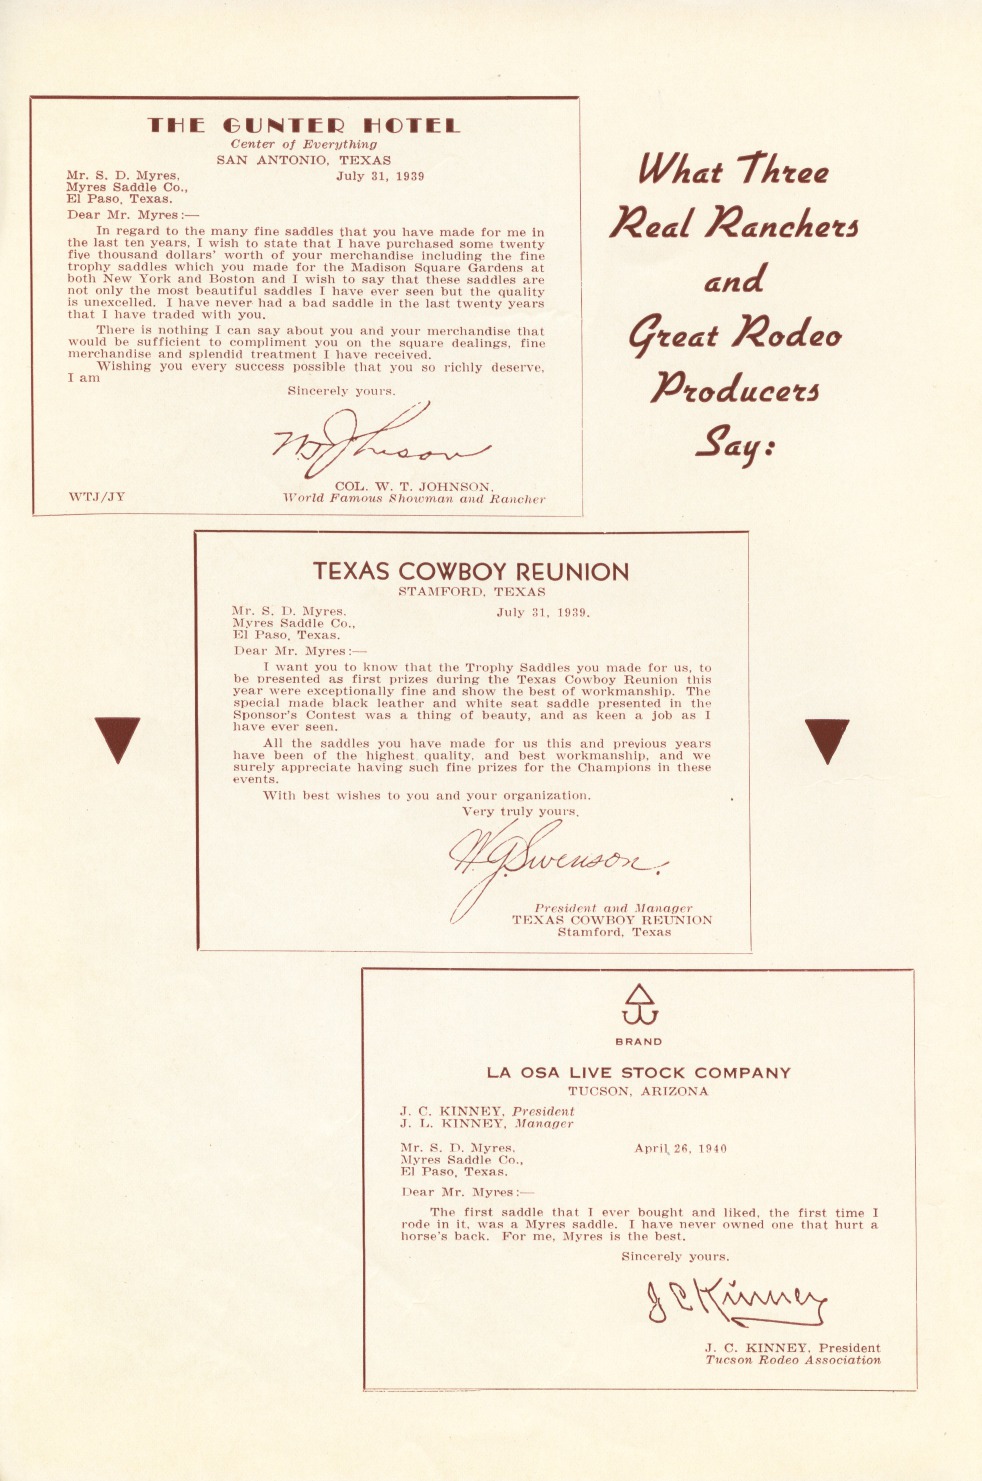 THE GUNTER HOTEL
Center of Everything
SAN ANTONIO, TEXAS
Mr. S. D. Myres, July 31, 1939
Myres Saddle Co.,
El Paso, Texas.
Dear Mr. Myres:—
In regard to the many fine saddles that you have made for me in
the last ten years, I wish to state that I have purchased some twenty
five thousand dollars' worth of your merchandise including the fine
trophy saddles which you made for the Madison Square Gardens at
both New York and Boston and I wish to say that these saddles are
not only the most beautiful saddles I have ever seen but the quality
is unexcelled. I have never had a bad saddle in the last twenty years
that I have traded with you.
There is nothing I can say about you and your merchandise that
would be sufficient to compliment you on the square dealings, fine
merchandise and splendid treatment I have received.
Wishing you every success possible that you so richly deserve,
I am
Sincerely yours.
W.T. Johnson
COL. W. T. JOHNSON,
WTJ/JY World Famous Showman and Rancher
What Three
Real Ranchers
and
Great Rodeo
Producers
Say:
TEXAS COWBOY REUNION
STAMFORD, TEXAS
Mr. S. D. Myres. July 31, 1939.
Myres Saddle Co.,
El Paso, Texas.
Dear Mr. Myres:—
I want you to know that the Trophy Saddles you made for us, to
be presented as first prizes during the Texas Cowboy Reunion this
year were exceptionally fine and show the best of workmanship. The
special made black leather and white seat saddle presented in the
Sponsor's Contest was a thing of beauty, and as keen a job as I
have ever seen.
All the saddles you have made for us this and previous years
have been of the highest quality, and best workmanship, and we
surely appreciate having such fine prizes for the Champions in these
events.
With best wishes to you and your organization.
Very truly yours,
W.G. Swenson.
President and Manager
TEXAS COWBOY REUNION
Stamford, Texas
BRAND
LA OSA LIVE STOCK COMPANY
TUCSON, ARIZONA
J. C. KINNEY, President
J. L. KINNEY, Manager
Mr. S. D. Myres. April, 26, 1940
Myres Saddle Co.,
El Paso, Texas.
Dear Mr. Myres:—
The first saddle that I ever bought and liked, the first time I
rode in it, was a Myres saddle. I have never owned one that hurt a
horse's back. For me, Myres is the best.
Sincerely yours.
J C Kinney
J. C. KINNEY, President
Tucson Rodeo Association